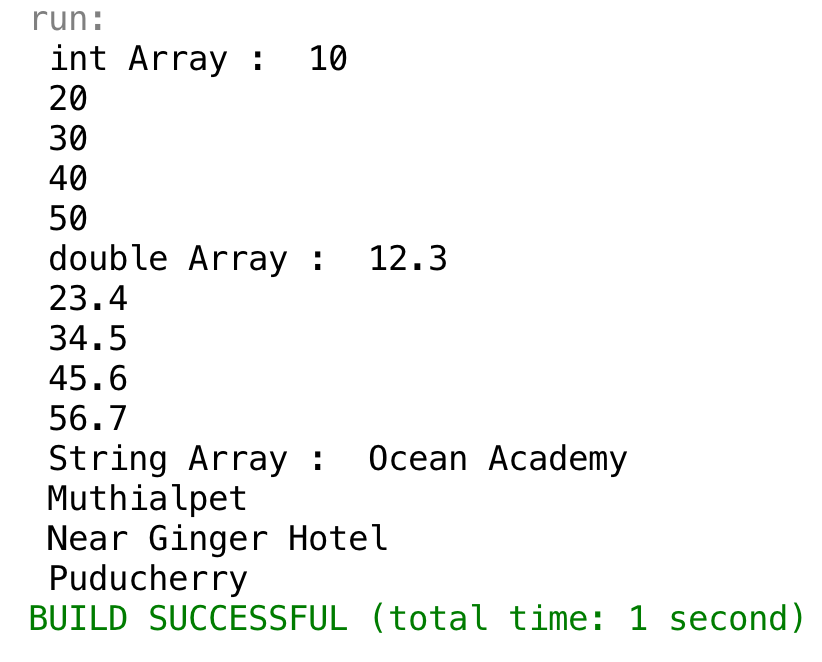 run:
int Array :  10
20
30
40
50
double Array :  12.3
23.4
34.5
45.6
56.7
String Array :  Ocean Academy
Muthialpet
Near Ginger Hotel
Puducherry
BUILD SUCCESSFUL (total time: 1 second)